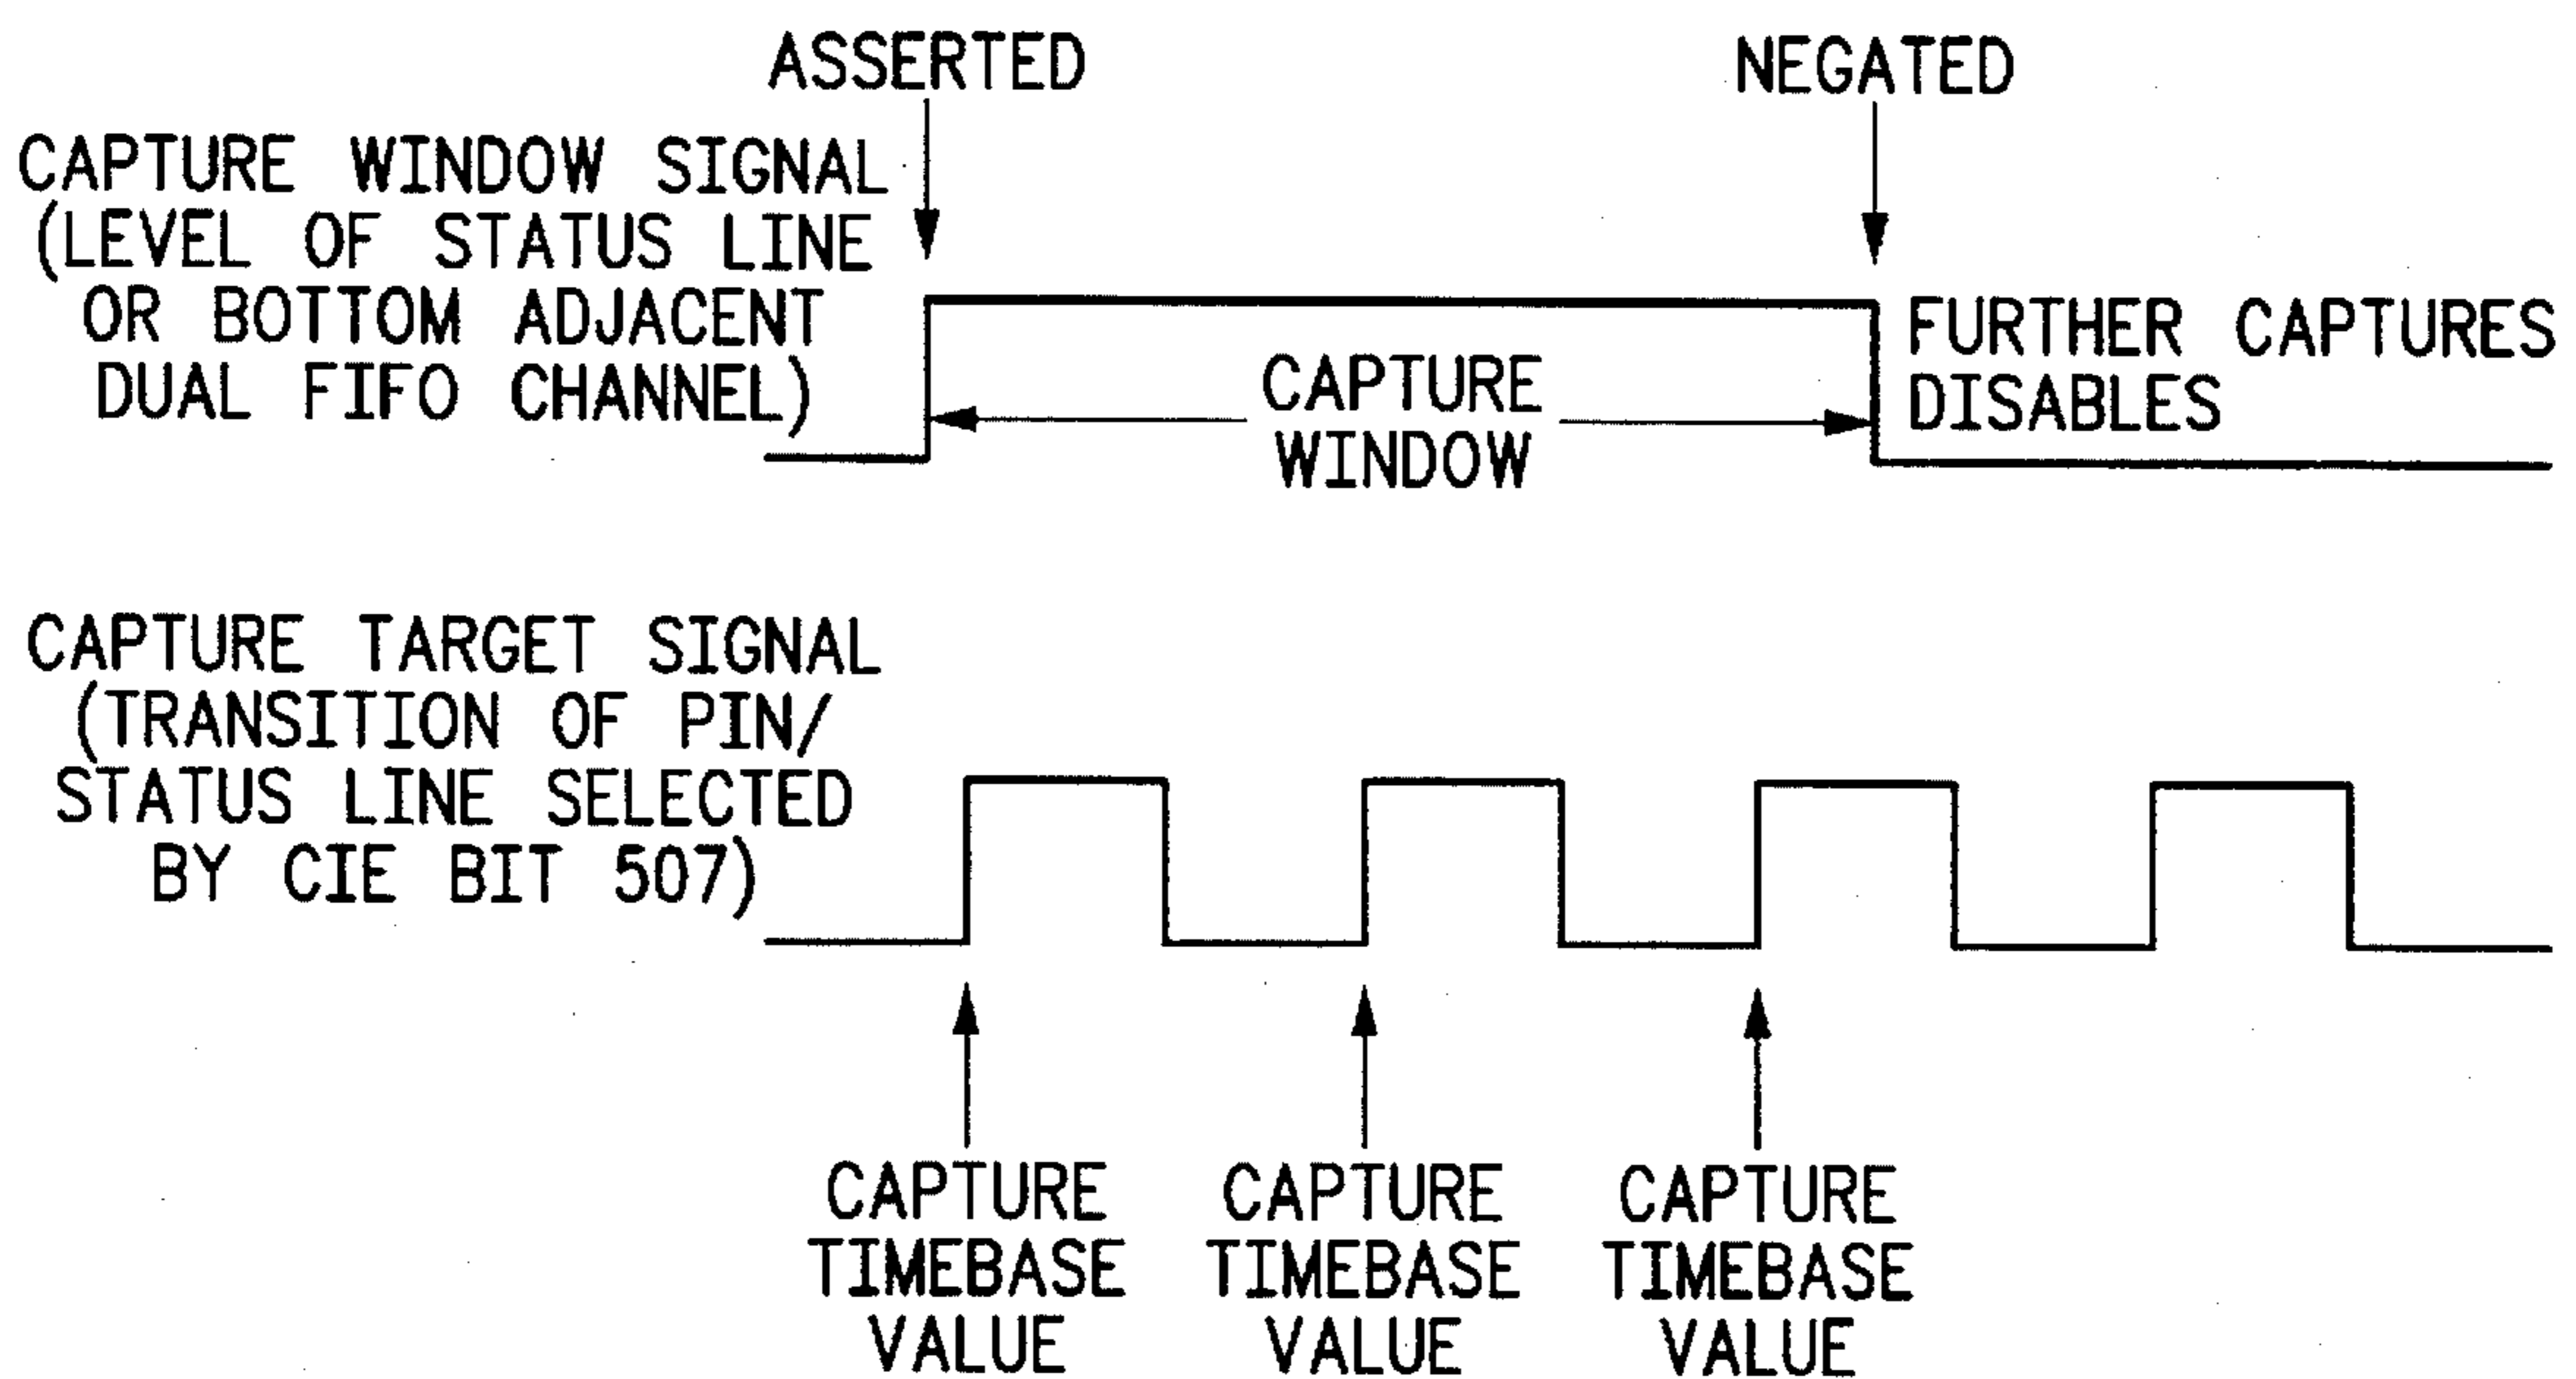 ASSERTED
NEGATED
CAPTURE WINDOW SIGNAL
(LEVEL OF STATUS LINE
OR BOTTOM ADJACENT
DUAL FIFO CHANNEL)
CAPTURE
WINDOW
FURTHER CAPTURES
DISABLES
CAPTURE TARGET SIGNAL
(TRANSITION OF PIN/
STATUS LINE SELECTED
BY CIE BIT 507)
CAPTURE
TIMEBASE
VALUE
CAPTURE
TIMEBASE
VALUE
CAPTURE
TIMEBASE
VALUE